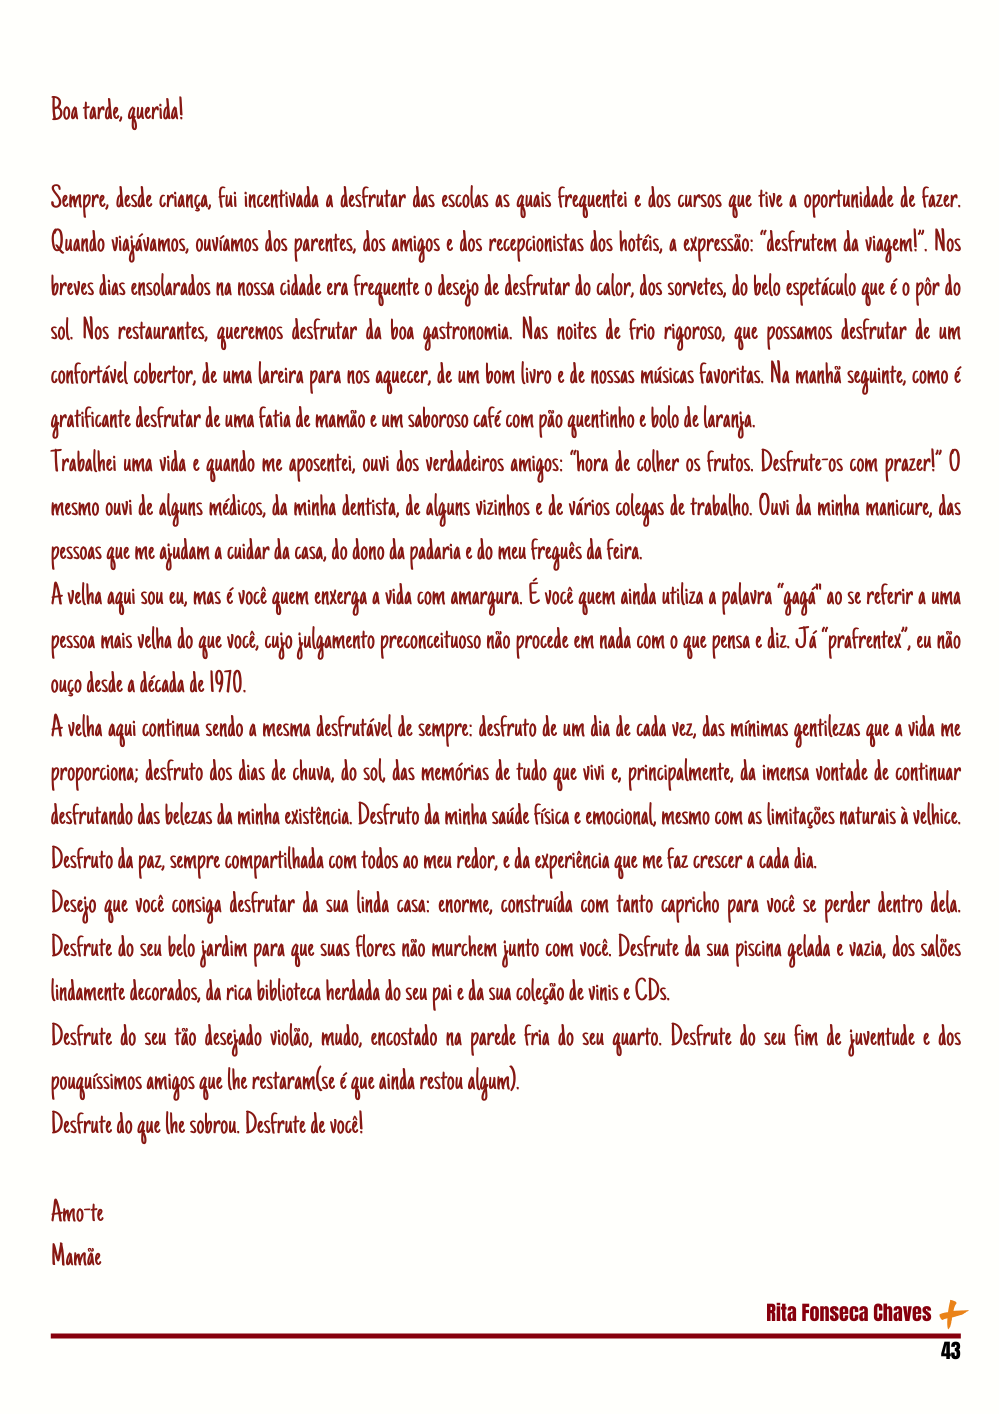 Boa tarde, querida!
Sempre, desde criança, fui incentivada a desfrutar das escolas as quais frequentei e dos cursos que tive a oportunidade de fazer.
Quando viajávamos, ouvíamos dos parentes, dos amigos e dos recepcionistas dos hotéis, a expressão: “desfrutem da viagem!”. Nos
breves dias ensolarados na nossa cidade era frequente o desejo de desfrutar do calor, dos sorvetes, do belo espetáculo que é o pôr do
sol. Nos restaurantes, queremos desfrutar da boa gastronomia. Nas noites de frio rigoroso, que possamos desfrutar de um
confortável cobertor, de uma lareira para nos aquecer, de um bom livro e de nossas músicas favoritas. Na manhã seguinte, como é
gratificante desfrutar de uma fatia de mamão e um saboroso café com pão quentinho e bolo de laranja.
Trabalhei uma vida e quando me aposentei, ouvi dos verdadeiros amigos: “hora de colher os frutos. Desfrute-os com prazer!” O
mesmo ouvi de alguns médicos, da minha dentista, de alguns vizinhos e de vários colegas de trabalho. Ouvi da minha manicure, das
pessoas que me ajudam a cuidar da casa, do dono da padaria e do meu freguês da feira.
A velha aqui sou eu, mas é você quem enxerga a vida com amargura. É você quem ainda utiliza a palavra “gagá" ao se referir a uma
pessoa mais velha do que você, cujo julgamento preconceituoso não procede em nada com o que pensa e diz. Já “prafrentex”, eu não
ouço desde a década de 1970.
A velha aqui continua sendo a mesma desfrutável de sempre: desfruto de um dia de cada vez, das mínimas gentilezas que a vida me
proporciona; desfruto dos dias de chuva, do sol, das memórias de tudo que vivi e, principalmente, da imensa vontade de continuar
desfrutando das belezas da minha existência. Desfruto da minha saúde física e emocional, mesmo com as limitações naturais à velhice.
Desfruto da paz, sempre compartilhada com todos ao meu redor, e da experiência que me faz crescer a cada dia.
Desejo que você consiga desfrutar da sua linda casa: enorme, construída com tanto capricho para você se perder dentro dela.
Desfrute do seu belo jardim para que suas flores não murchem junto com você. Desfrute da sua piscina gelada e vazia, dos salões
lindamente decorados, da rica biblioteca herdada do seu pai e da sua coleção de vinis e CDs.
Desfrute do seu tão desejado violão, mudo, encostado na parede fria do seu quarto. Desfrute do seu fim de juventude e dos
pouquíssimos amigos que lhe restaram(se é que ainda restou algum).
Desfrute do que lhe sobrou. Desfrute de você!
Amo-te
Mamãe
Rita Fonseca Chaves
43